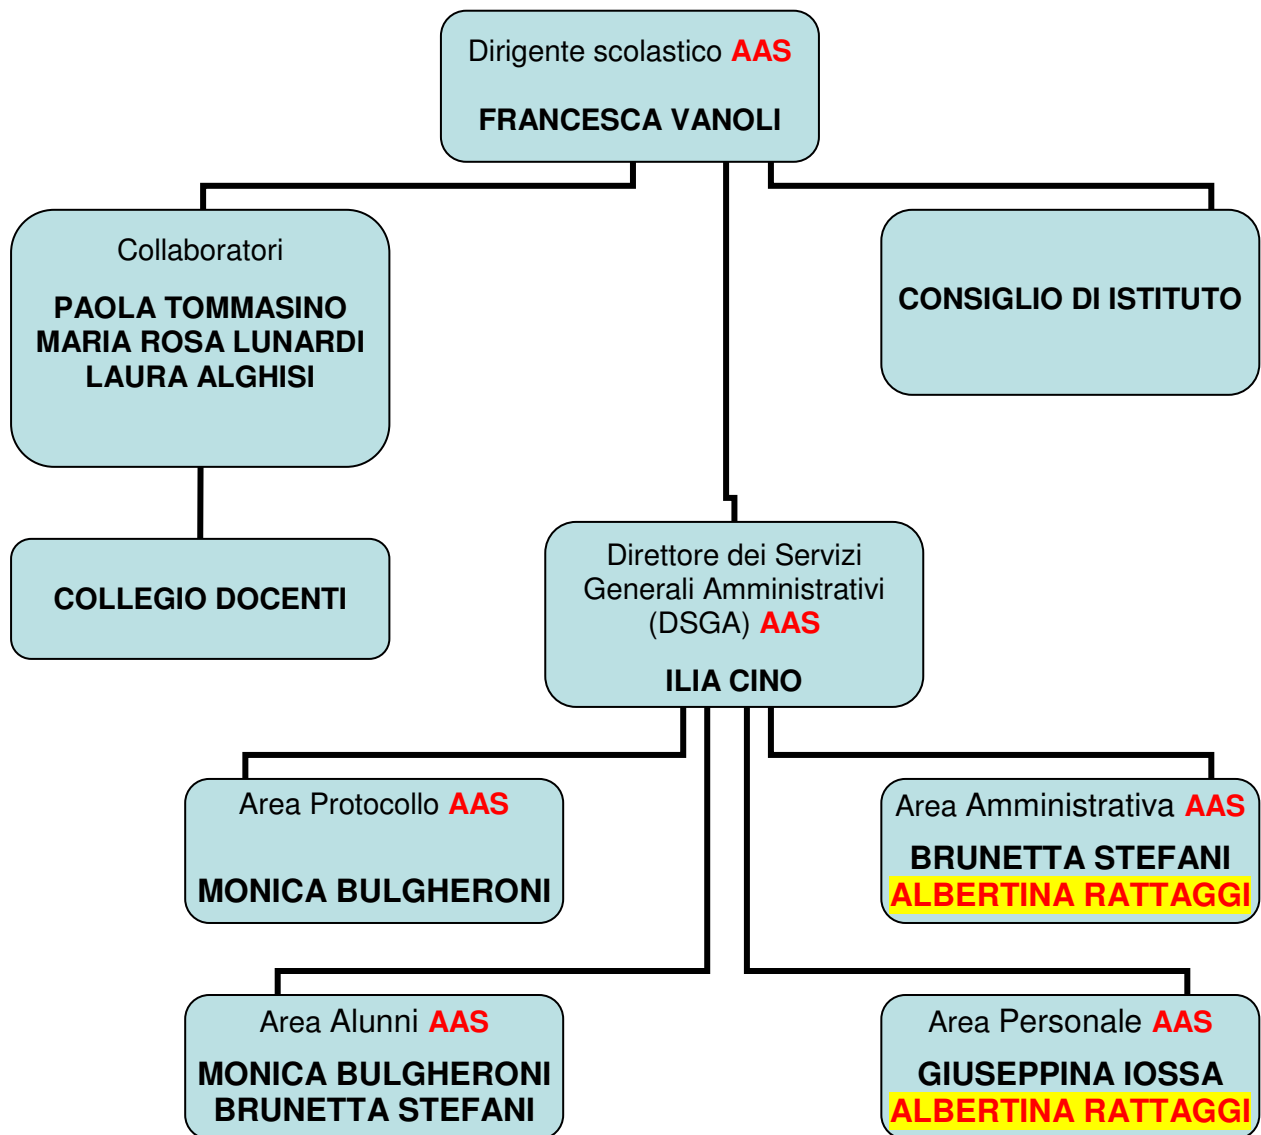 Dirigente scolastico AAS
FRANCESCA VANOLI
Collaboratori
PAOLA TOMMASINO
MARIA ROSA LUNARDI
LAURA ALGHISI
CONSIGLIO DI ISTITUTO
COLLEGIO DOCENTI
Direttore dei Servizi
Generali Amministrativi
(DSGA) AAS
ILIA CINO
Area Protocollo AAS
MONICA BULGHERONI
Area Amministrativa AAS
BRUNETTA STEFANI
ALBERTINA RATTAGGI
Area Alunni AAS
MONICA BULGHERONI
BRUNETTA STEFANI
Area Personale AAS
GIUSEPPINA IOSSA
ALBERTINA RATTAGGI